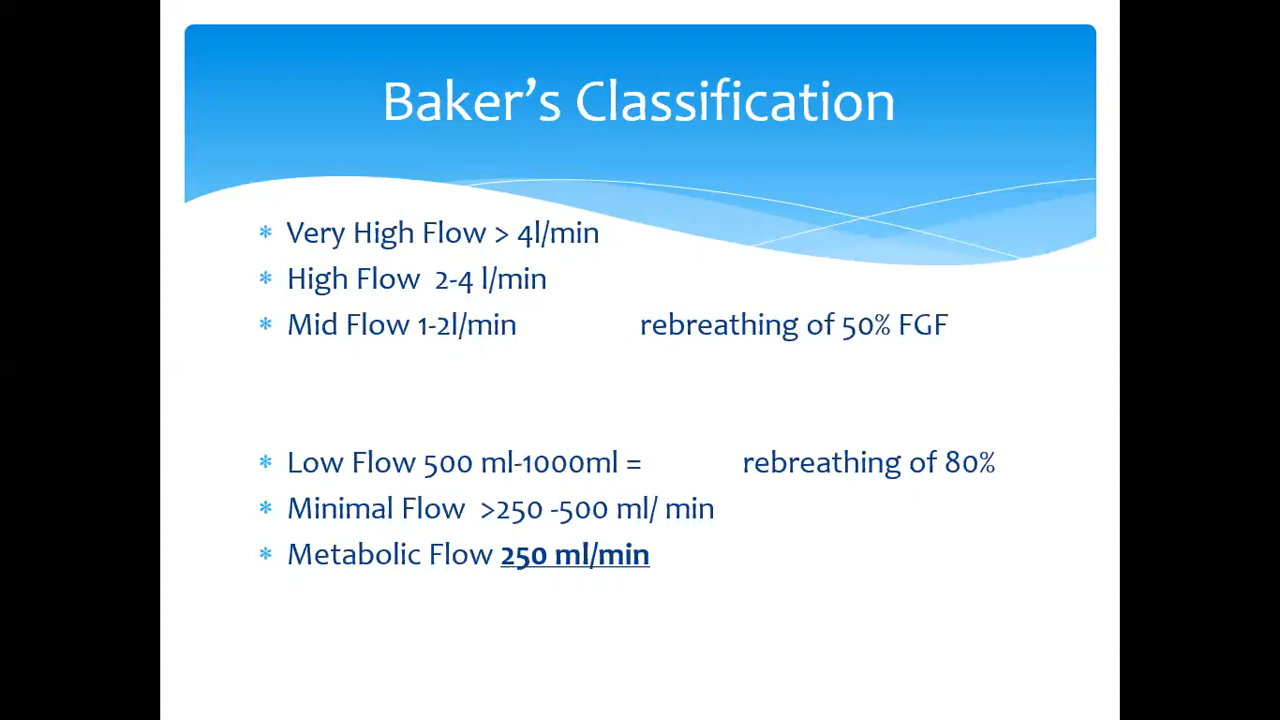 Baker’s Classification
* Very High Flow > 4l/min
* High Flow 2-4 l/min
* Mid Flow 1-2l/min rebreathing of 50% FGF
* Low Flow 500 ml-1000ml = rebreathing of 80%
* Minimal Flow >250 -500 ml/ min
* Metabolic Flow 250 ml/min